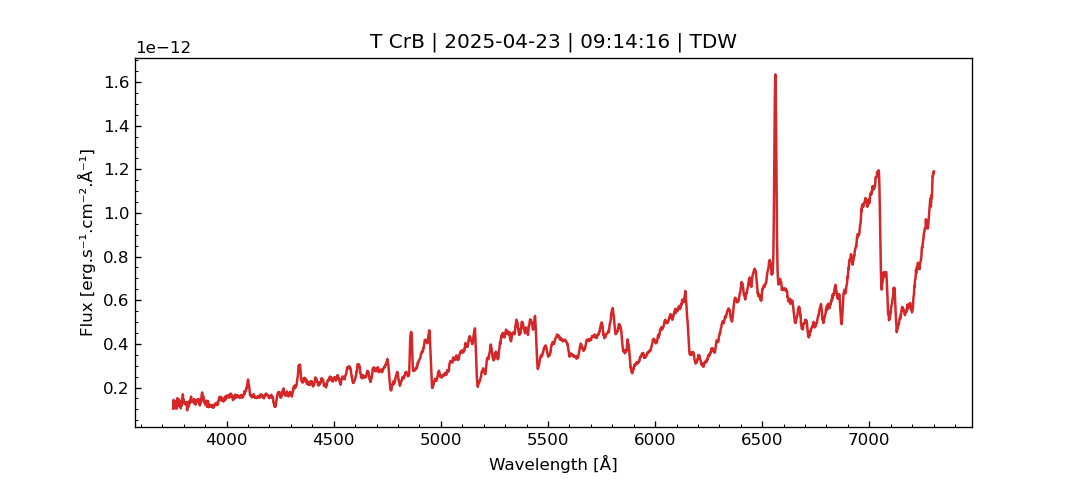 T CrB | 2025-04-23 | 09:14:16 | TDW
1e−12
1.6
1.4
1.2
1.0
0.8
0.6
0.4
0.2
Flux [erg.s⁻¹.cm⁻².Å⁻¹]
4000 4500 5000 5500 6000 6500 7000
Wavelength [Å]